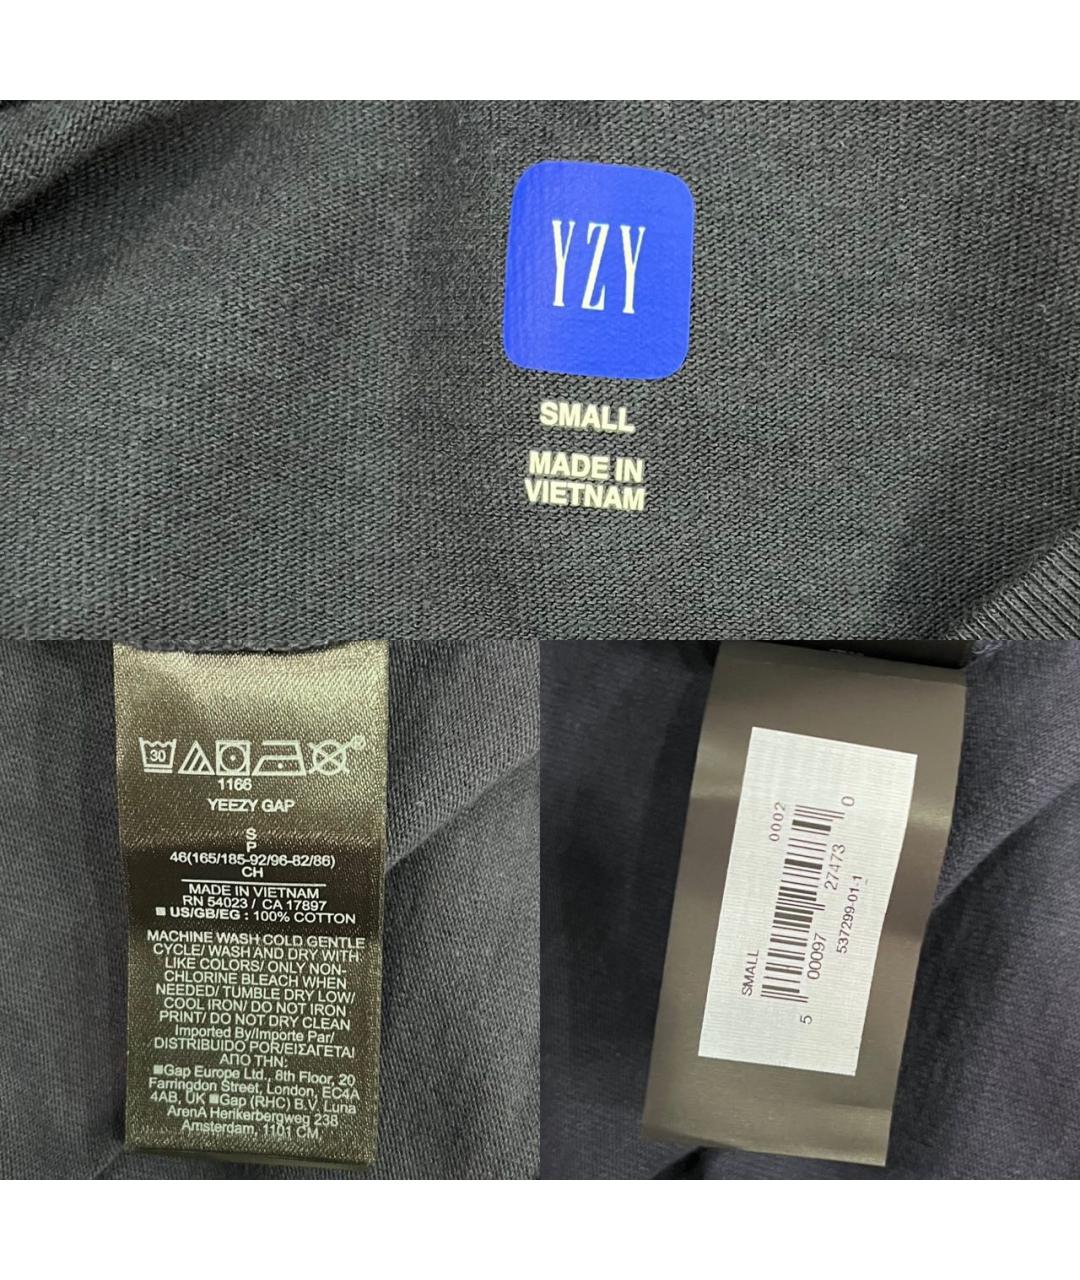 YZY
SMALL
MADE IN
VIETNAM
30
1166
YEEZY GAP
S
P
46(165/185-92/96-82/86)
CH
MADE IN VIETNAM
RN 54023 / CA 17897
US/GB/EG : 100% COTTON
MACHINE WASH COLD GENTLE
CYCLE/ WASH AND DRY WITH
LIKE COLORS/ ONLY NON-
CHLORINE BLEACH WHEN
NEEDED/ TUMBLE DRY LOW/
COOL IRON/ DO NOT IRON
PRINT/ DO NOT DRY CLEAN
Imported By/Importe Par/
DISTRIBUIDO POR/ΕΙΣΑΓΕΤΑΙ
ΑΠΟ ΤΗΝ:
Gap Europe Ltd., 8th Floor, 20
Farringdon Street, London, EC4A
4AB, UK Gap (RHC) B.V. Luna
ArenA Herikerbergweg 238
Amsterdam, 1101 CM
SMALL
0002
5 00097 27473 0
537299-01-1